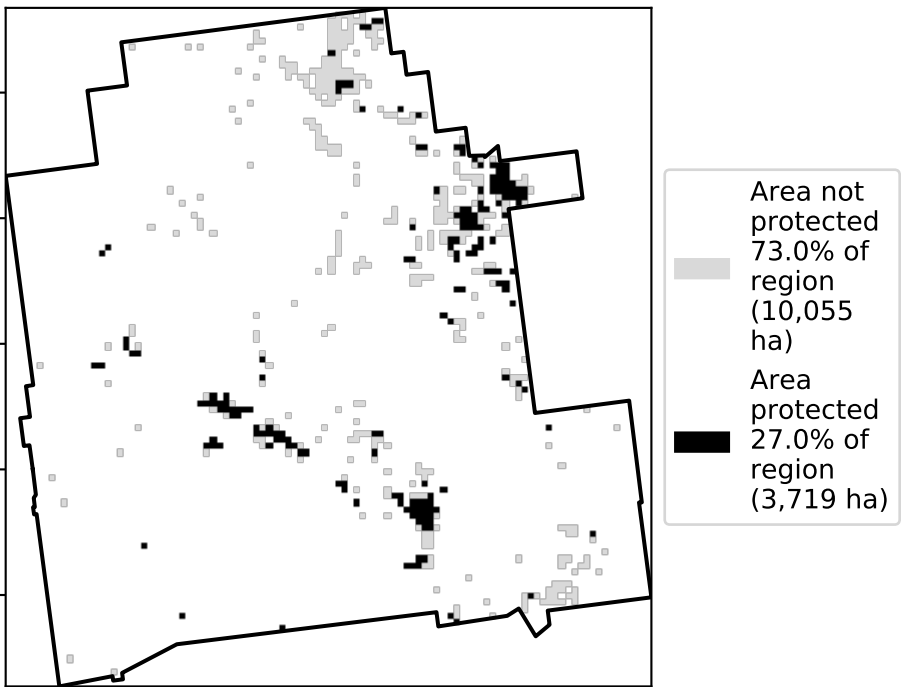 Area not
protected
73.0% of
region
(10,055
ha)
Area
protected
27.0% of
region
(3,719 ha)